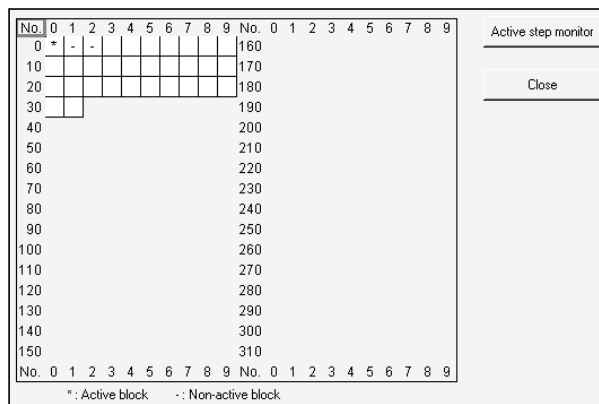 No. 0 1 2 3 4 5 6 7 8 9 No. 0 1 2 3 4 5 6 7 8 9
0 * - - 160
10 170
20 180
30 190
40 200
50 210
60 220
70 230
80 240
90 250
100 260
110 270
120 280
130 290
140 300
150 310
No. 0 1 2 3 4 5 6 7 8 9 No. 0 1 2 3 4 5 6 7 8 9
* : Active block - : Non-active block
Active step monitor
Close